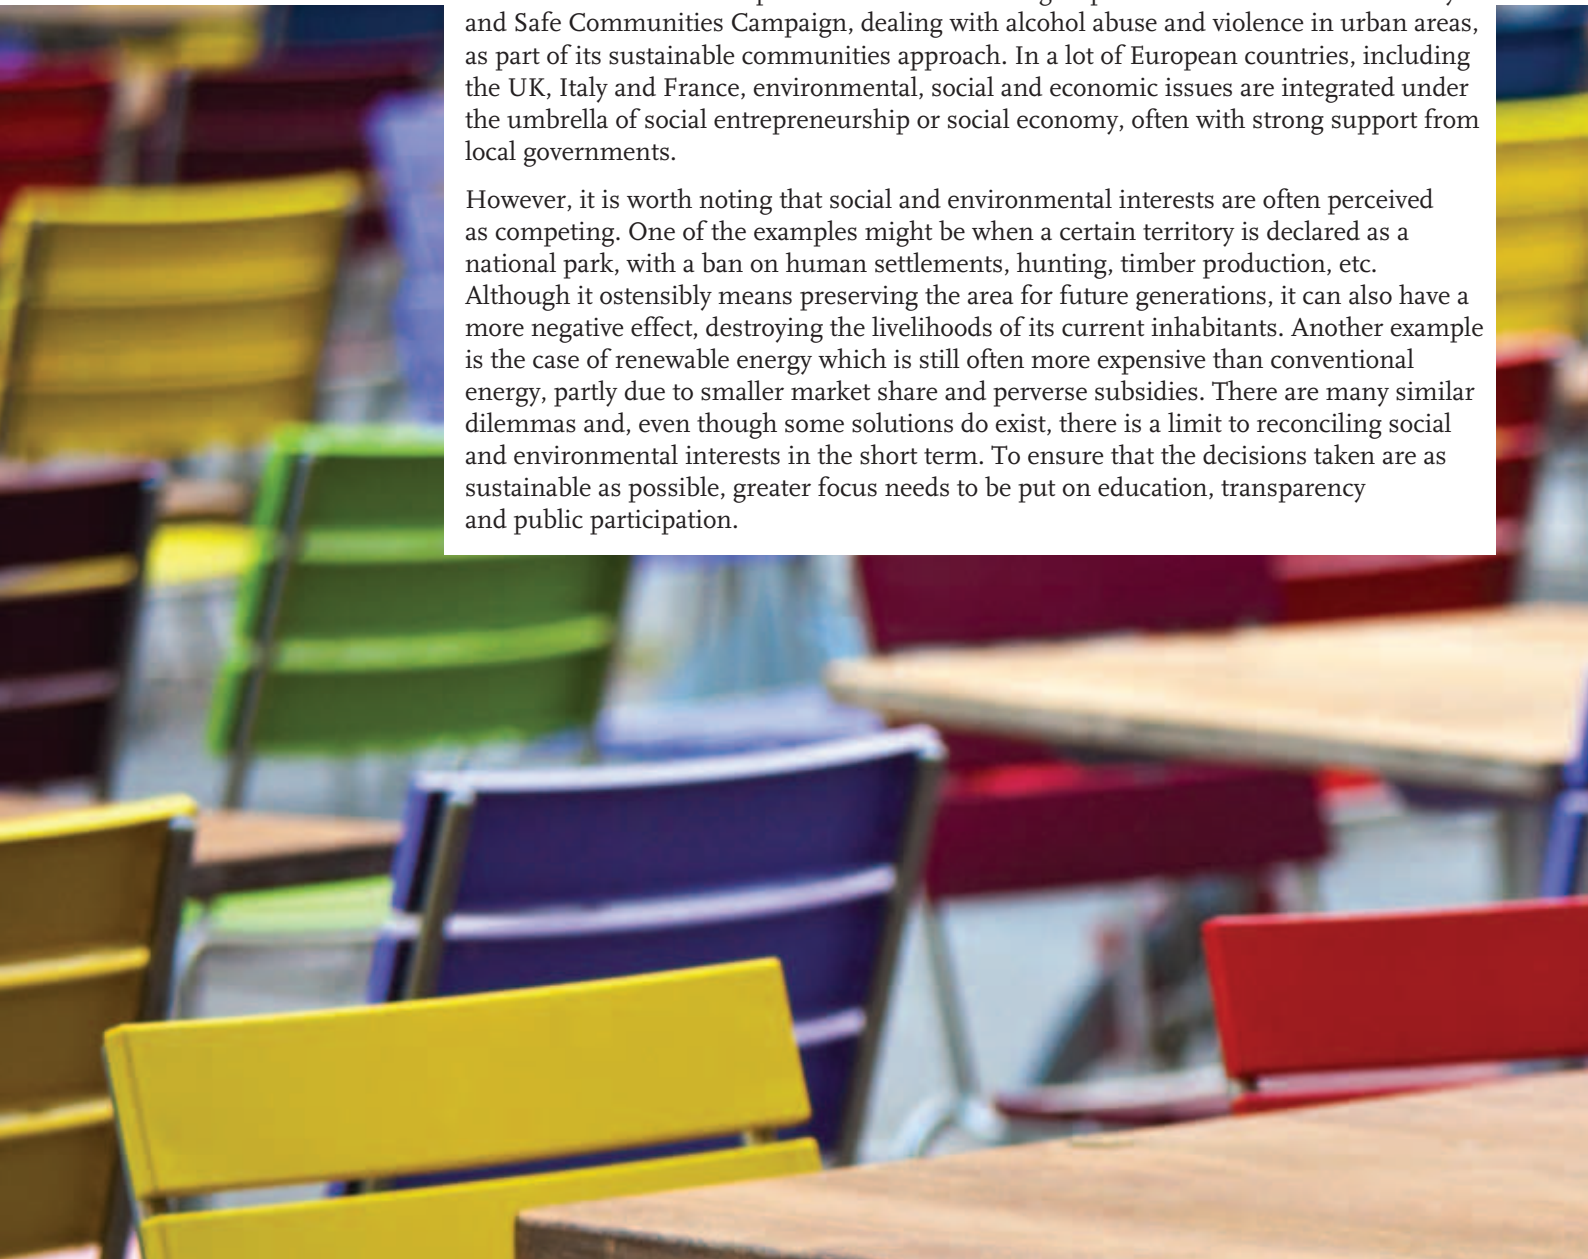 and Safe Communities Campaign, dealing with alcohol abuse and violence in urban areas,
as part of its sustainable communities approach. In a lot of European countries, including
the UK, Italy and France, environmental, social and economic issues are integrated under
the umbrella of social entrepreneurship or social economy, often with strong support from
local governments.
However, it is worth noting that social and environmental interests are often perceived
as competing. One of the examples might be when a certain territory is declared as a
national park, with a ban on human settlements, hunting, timber production, etc.
Although it ostensibly means preserving the area for future generations, it can also have a
more negative effect, destroying the livelihoods of its current inhabitants. Another example
is the case of renewable energy which is still often more expensive than conventional
energy, partly due to smaller market share and perverse subsidies. There are many similar
dilemmas and, even though some solutions do exist, there is a limit to reconciling social
and environmental interests in the short term. To ensure that the decisions taken are as
sustainable as possible, greater focus needs to be put on education, transparency
and public participation.